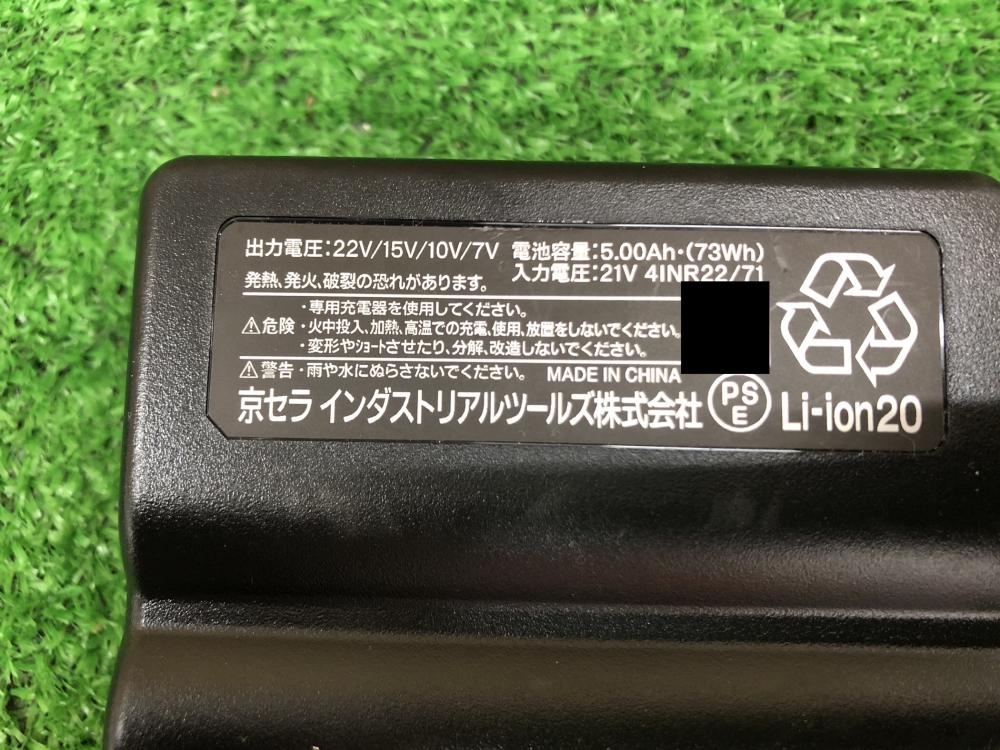 出力電圧:22V/15V/10V/7V 電池容量:5.00Ah・(73Wh)
入力電圧:21V 4INR22/71
発熱、発火、破裂の恐れがあります。
・専用充電器を使用してください。
⚠危険・火中投入、加熱、高温での充電、使用、放置をしないでください。
・変形やｼｮｰﾄさせたり、分解、改造しないでください。
⚠警告・雨や水にぬらさないでください。 MADE IN CHINA
京セラ インダストリアルツールズ株式会社
PS
E
Li-ion20